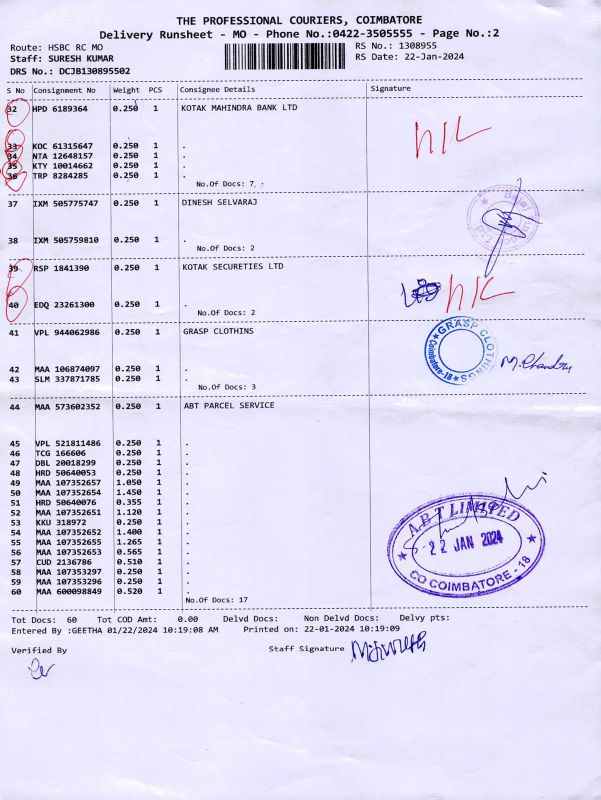 THE PROFESSIONAL COURIERS, COIMBATORE
Delivery Runsheet - MO - Phone No.:0422-3505555 - Page No.:2
Route: HSBC RC MO RS No.: 1308955
Staff: SURESH KUMAR RS Date: 22-Jan-2024
DRS No.: DCJB130895502
S No Consignment No Weight PCS Consignee Details Signature
32 HPD 6189364 0.250 1 KOTAK MAHINDRA BANK LTD
33 KOC 61315647 0.250 1 .
34 NTA 12648157 0.250 1 .
35 KTY 10014662 0.250 1 .
36 TRP 8284285 0.250 1 .
No.Of Docs: 7
37 IXM 505775747 0.250 1 DINESH SELVARAJ
38 IXM 505759810 0.250 1 .
No.Of Docs: 2
39 RSP 1841390 0.250 1 KOTAK SECURETIES LTD
40 EDQ 23261300 0.250 1 .
No.Of Docs: 2
41 VPL 944062986 0.250 1 GRASP CLOTHINS
GRASP CLOTHINGS
Coimbatore-18
M. Chandru
42 MAA 106874097 0.250 1 .
43 SLM 337871785 0.250 1 .
No.Of Docs: 3
44 MAA 573602352 0.250 1 ABT PARCEL SERVICE
45 VPL 521811486 0.250 1 .
46 TCG 166606 0.250 1 .
47 DBL 20018299 0.250 1 .
48 HRD 50640053 0.250 1 .
49 MAA 107352657 1.050 1 .
50 MAA 107352654 1.450 1 .
51 HRD 50640076 0.355 1 .
52 MAA 107352651 1.120 1 .
53 KKU 318972 0.250 1 .
54 MAA 107352652 1.400 1 .
55 MAA 107352655 1.265 1 .
56 MAA 107352653 0.565 1 .
57 CUD 2136786 0.510 1 .
58 MAA 107353297 0.250 1 .
59 MAA 107353296 0.250 1 .
60 MAA 600098849 0.520 1 .
No.Of Docs: 17
A.B.T LIMITED
22 JAN 2024
CO COIMBATORE - 18
Tot Docs: 60 Tot COD Amt: 0.00 Delvd Docs: Non Delvd Docs: Delvy pts:
Entered By :GEETHA 01/22/2024 10:19:08 AM Printed on: 22-01-2024 10:19:09
Verified By Staff Signature